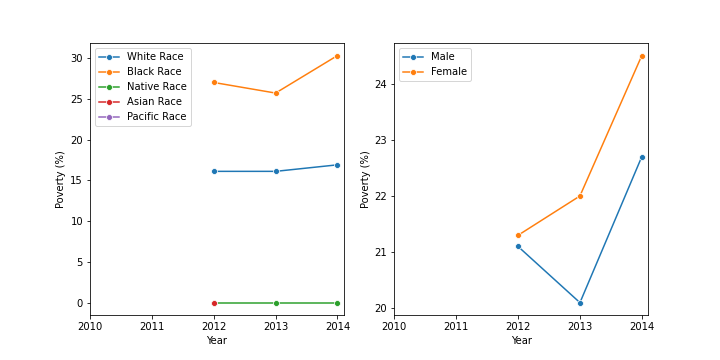 White Race
Black Race
Native Race
Asian Race
Pacific Race
30
25
20
15
10
5
0
Poverty (%)
2010 2011 2012 2013 2014
Year
Male
Female
24
23
22
21
20
Poverty (%)
2010 2011 2012 2013 2014
Year